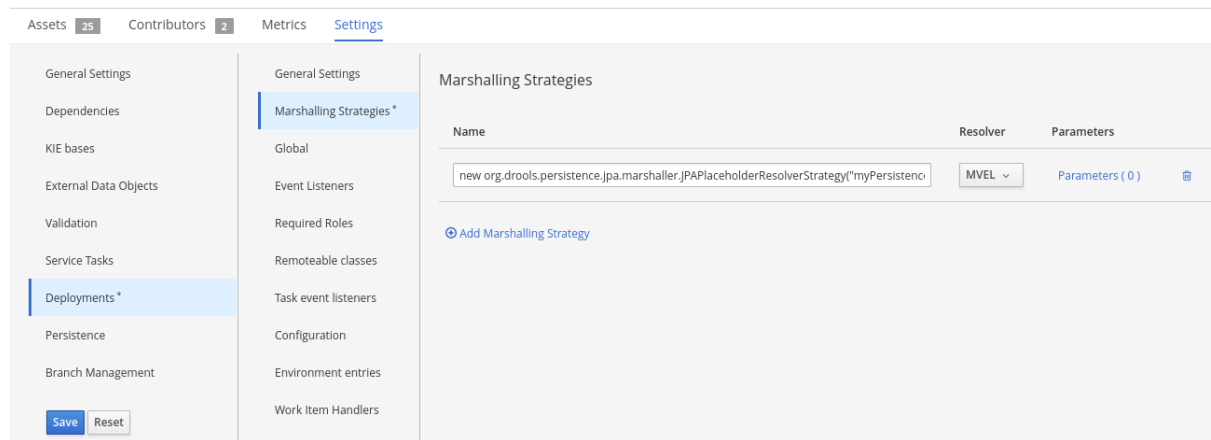 Assets 25 Contributors 2 Metrics Settings
General Settings
Dependencies
KIE bases
External Data Objects
Validation
Service Tasks
Deployments *
Persistence
Branch Management
Save Reset
General Settings
Marshalling Strategies *
Global
Event Listeners
Required Roles
Remoteable classes
Task event listeners
Configuration
Environment entries
Work Item Handlers
Marshalling Strategies
Name Resolver Parameters
new org.drools.persistence.jpa.marshaller.JPAPlaceholderResolverStrategy("myPersistenc MVEL Parameters ( 0 )
Add Marshalling Strategy